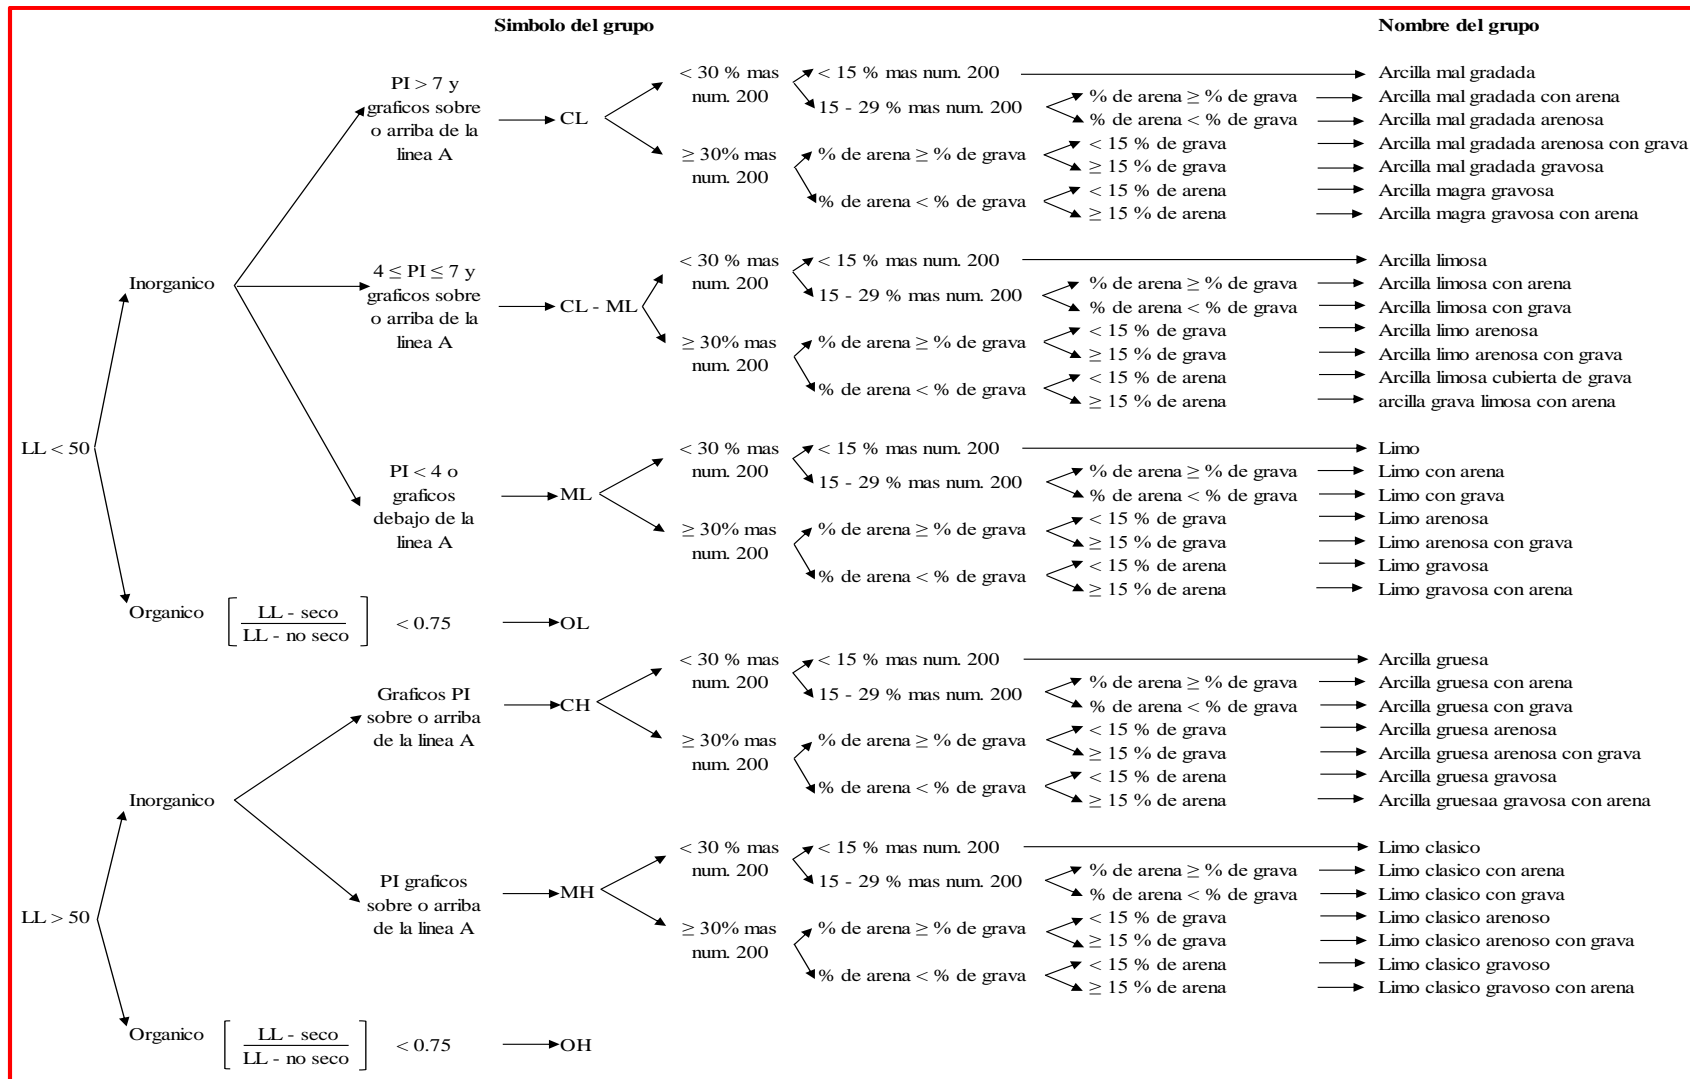 Simbolo del grupo
Nombre del grupo
LL < 50
Inorganico
PI > 7 y
graficos sobre
o arriba de la
linea A
CL
< 30 % mas
num. 200
< 15 % mas num. 200
Arcilla mal gradada
15 - 29 % mas num. 200
% de arena ≥ % de grava
Arcilla mal gradada con arena
% de arena < % de grava
Arcilla mal gradada arenosa
≥ 30% mas
num. 200
% de arena ≥ % de grava
< 15 % de grava
Arcilla mal gradada arenosa con grava
≥ 15 % de grava
Arcilla mal gradada gravosa
% de arena < % de grava
< 15 % de arena
Arcilla magra gravosa
≥ 15 % de arena
Arcilla magra gravosa con arena
4 ≤ PI ≤ 7 y
graficos sobre
o arriba de la
linea A
CL - ML
< 30 % mas
num. 200
< 15 % mas num. 200
Arcilla limosa
15 - 29 % mas num. 200
% de arena ≥ % de grava
Arcilla limosa con arena
% de arena < % de grava
Arcilla limosa con grava
≥ 30% mas
num. 200
% de arena ≥ % de grava
< 15 % de grava
Arcilla limo arenosa
≥ 15 % de grava
Arcilla limo arenosa con grava
% de arena < % de grava
< 15 % de arena
Arcilla limosa cubierta de grava
≥ 15 % de arena
arcilla grava limosa con arena
PI < 4 o
graficos
debajo de la
linea A
ML
< 30 % mas
num. 200
< 15 % mas num. 200
Limo
15 - 29 % mas num. 200
% de arena ≥ % de grava
Limo con arena
% de arena < % de grava
Limo con grava
≥ 30% mas
num. 200
% de arena ≥ % de grava
< 15 % de grava
Limo arenosa
≥ 15 % de grava
Limo arenosa con grava
% de arena < % de grava
< 15 % de arena
Limo gravosa
≥ 15 % de arena
Limo gravosa con arena
Organico
LL - seco
LL - no seco
< 0.75
OL
LL > 50
Inorganico
Graficos PI
sobre o arriba
de la linea A
CH
< 30 % mas
num. 200
< 15 % mas num. 200
Arcilla gruesa
15 - 29 % mas num. 200
% de arena ≥ % de grava
Arcilla gruesa con arena
% de arena < % de grava
Arcilla gruesa con grava
≥ 30% mas
num. 200
% de arena ≥ % de grava
< 15 % de grava
Arcilla gruesa arenosa
≥ 15 % de grava
Arcilla gruesa arenosa con grava
% de arena < % de grava
< 15 % de arena
Arcilla gruesa gravosa
≥ 15 % de arena
Arcilla gruesaa gravosa con arena
PI graficos
sobre o arriba
de la linea A
MH
< 30 % mas
num. 200
< 15 % mas num. 200
Limo clasico
15 - 29 % mas num. 200
% de arena ≥ % de grava
Limo clasico con arena
% de arena < % de grava
Limo clasico con grava
≥ 30% mas
num. 200
% de arena ≥ % de grava
< 15 % de grava
Limo clasico arenoso
≥ 15 % de grava
Limo clasico arenoso con grava
% de arena < % de grava
< 15 % de arena
Limo clasico gravoso
≥ 15 % de arena
Limo clasico gravoso con arena
Organico
LL - seco
LL - no seco
< 0.75
OH